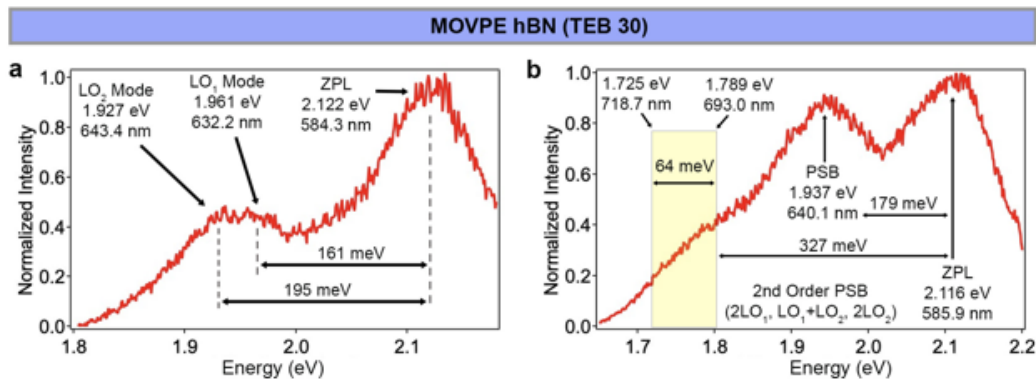 MOVPE hBN (TEB 30)
a
LO₂ Mode
1.927 eV
643.4 nm
LO₁ Mode
1.961 eV
632.2 nm
ZPL
2.122 eV
584.3 nm
161 meV
195 meV
Normalized Intensity
1.0
0.8
0.6
0.4
0.2
0.0
1.8
1.9
2.0
2.1
Energy (eV)
b
1.725 eV
718.7 nm
1.789 eV
693.0 nm
64 meV
PSB
1.937 eV
640.1 nm
179 meV
327 meV
ZPL
2.116 eV
585.9 nm
2nd Order PSB
(2LO₁, LO₁+LO₂, 2LO₂)
Normalized Intensity
1.0
0.8
0.6
0.4
0.2
0.0
1.7
1.8
1.9
2.0
2.1
2.2
Energy (eV)